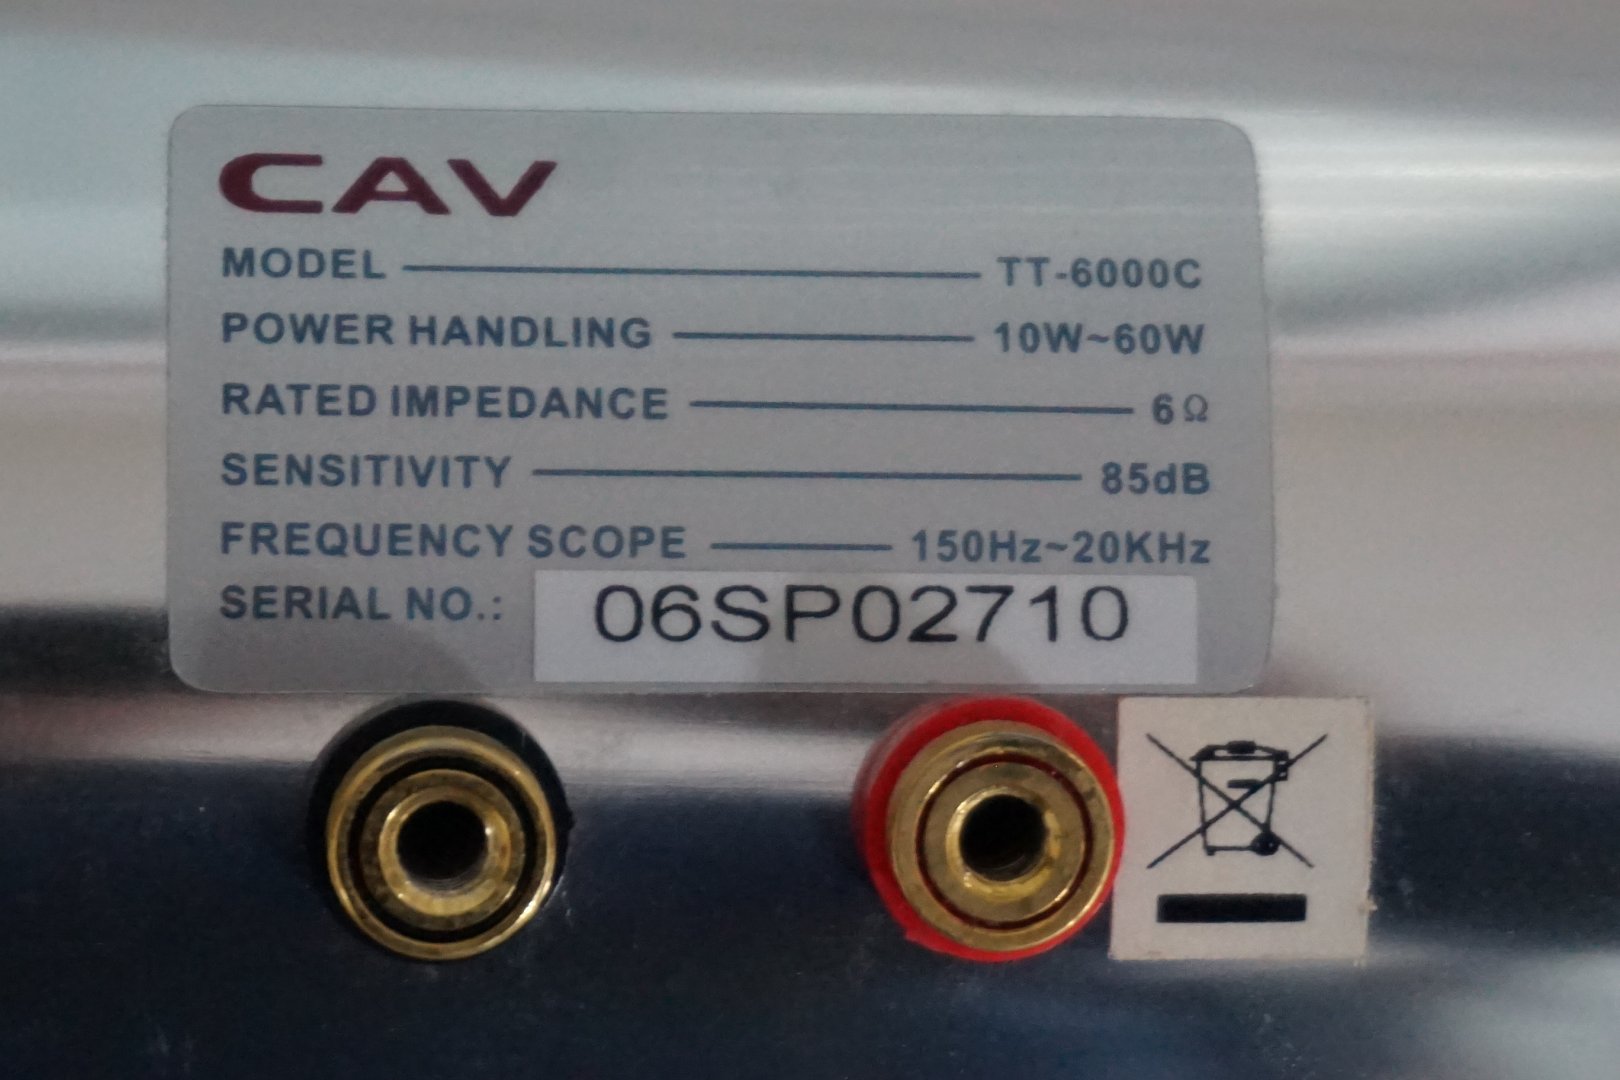 CAV
MODEL TT-6000C
POWER HANDLING 10W~60W
RATED IMPEDANCE 6Ω
SENSITIVITY 85dB
FREQUENCY SCOPE 150Hz~20KHz
SERIAL NO.: 06SP02710